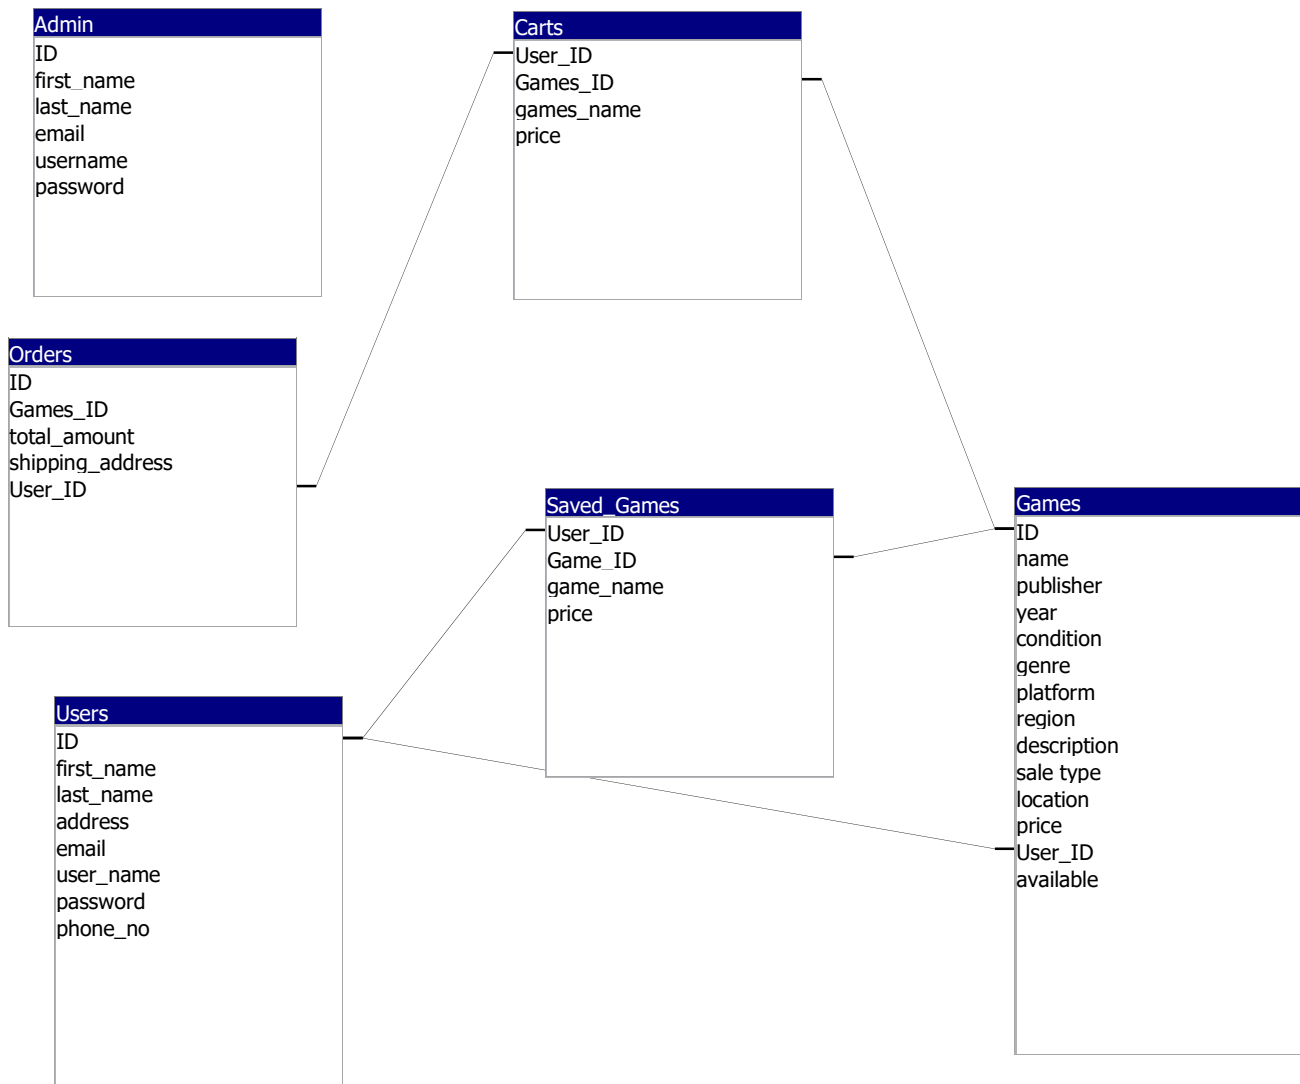 Admin
ID
first_name
last_name
email
username
password
Carts
User_ID
Games_ID
games_name
price
Orders
ID
Games_ID
total_amount
shipping_address
User_ID
Saved_Games
User_ID
Game_ID
game_name
price
Games
ID
name
publisher
year
condition
genre
platform
region
description
sale type
location
price
User_ID
available
Users
ID
first_name
last_name
address
email
user_name
password
phone_no